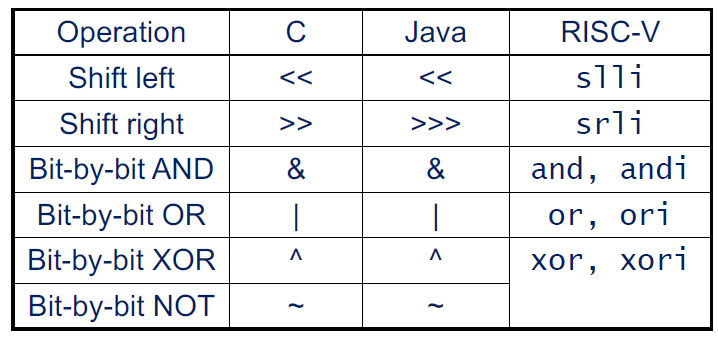 Operation C Java RISC-V
Shift left << << slli
Shift right >> >>> srli
Bit-by-bit AND & & and, andi
Bit-by-bit OR | | or, ori
Bit-by-bit XOR ^ ^ xor, xori
Bit-by-bit NOT ~ ~